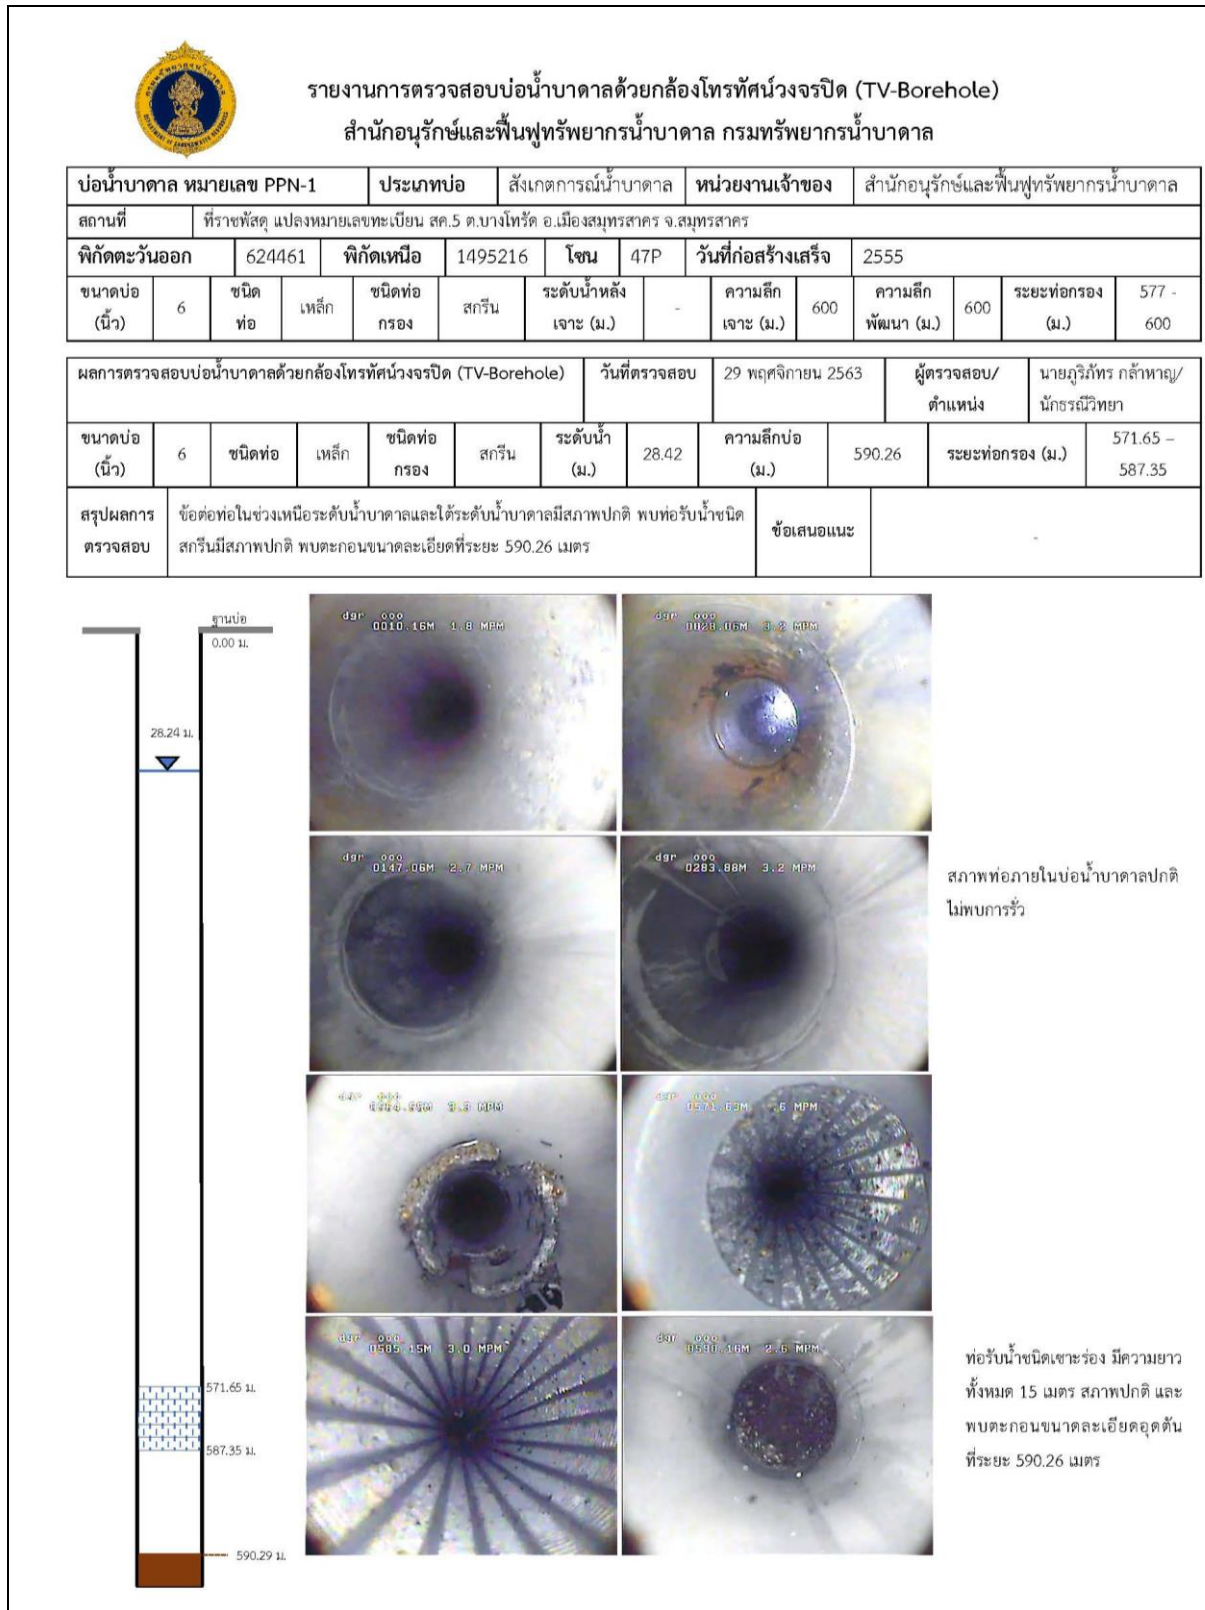 รายงานการตรวจสอบบ่อน้ำบาดาลด้วยกล้องโทรทัศน์วงจรปิด (TV-Borehole)
สำนักอนุรักษ์และฟื้นฟูทรัพยากรน้ำบาดาล กรมทรัพยากรน้ำบาดาล
บ่อน้ำบาดาล หมายเลข PPN-1 ประเภทบ่อ สังเกตการณ์น้ำบาดาล หน่วยงานเจ้าของ สำนักอนุรักษ์และฟื้นฟูทรัพยากรน้ำบาดาล
สถานที่ ที่ราชพัสดุ แปลงหมายเลขทะเบียน สค.5 ต.บางโทรัด อ.เมืองสมุทรสาคร จ.สมุทรสาคร
พิกัดตะวันออก 624461 พิกัดเหนือ 1495216 โซน 47P วันที่ก่อสร้างเสร็จ 2555
ขนาดบ่อ (นิ้ว) 6 ชนิดท่อ เหล็ก ชนิดท่อกรอง สกรีน ระดับน้ำหลังเจาะ (ม.) - ความลึกเจาะ (ม.) 600 ความลึกพัฒนา (ม.) 600 ระยะท่อกรอง (ม.) 577 - 600
ผลการตรวจสอบบ่อน้ำบาดาลด้วยกล้องโทรทัศน์วงจรปิด (TV-Borehole) วันที่ตรวจสอบ 29 พฤศจิกายน 2563 ผู้ตรวจสอบ/ตำแหน่ง นายภูริภัทร กล้าหาญ/นักธรณีวิทยา
ขนาดบ่อ (นิ้ว) 6 ชนิดท่อ เหล็ก ชนิดท่อกรอง สกรีน ระดับน้ำ (ม.) 28.42 ความลึกบ่อ (ม.) 590.26 ระยะท่อกรอง (ม.) 571.65 – 587.35
สรุปผลการตรวจสอบ ข้อต่อท่อในช่วงเหนือระดับน้ำบาดาลและใต้ระดับน้ำบาดาลมีสภาพปกติ พบท่อรับน้ำชนิด
สกรีนมีสภาพปกติ พบตะกอนขนาดละเอียดที่ระยะ 590.26 เมตร
ข้อเสนอแนะ -
ฐานบ่อ
0.00 ม.
28.24 ม.
571.65 ม.
587.35 ม.
590.29 ม.
dgr ooo
0010.16M 1.8 MPM
dgr ooo
0028.06M 3.2 MPM
dgr ooo
0147.06M 2.7 MPM
dgr ooo
0283.88M 3.2 MPM
สภาพท่อภายในบ่อน้ำบาดาลปกติ
ไม่พบการรั่ว
3.3 MPM
MPM
dgr ooo
0585.15M 3.0 MPM
dgr ooo
0590.16M 2.6 MPM
ท่อรับน้ำชนิดเซาะร่อง มีความยาว
ทั้งหมด 15 เมตร สภาพปกติ และ
พบตะกอนขนาดละเอียดอุดตัน
ที่ระยะ 590.26 เมตร